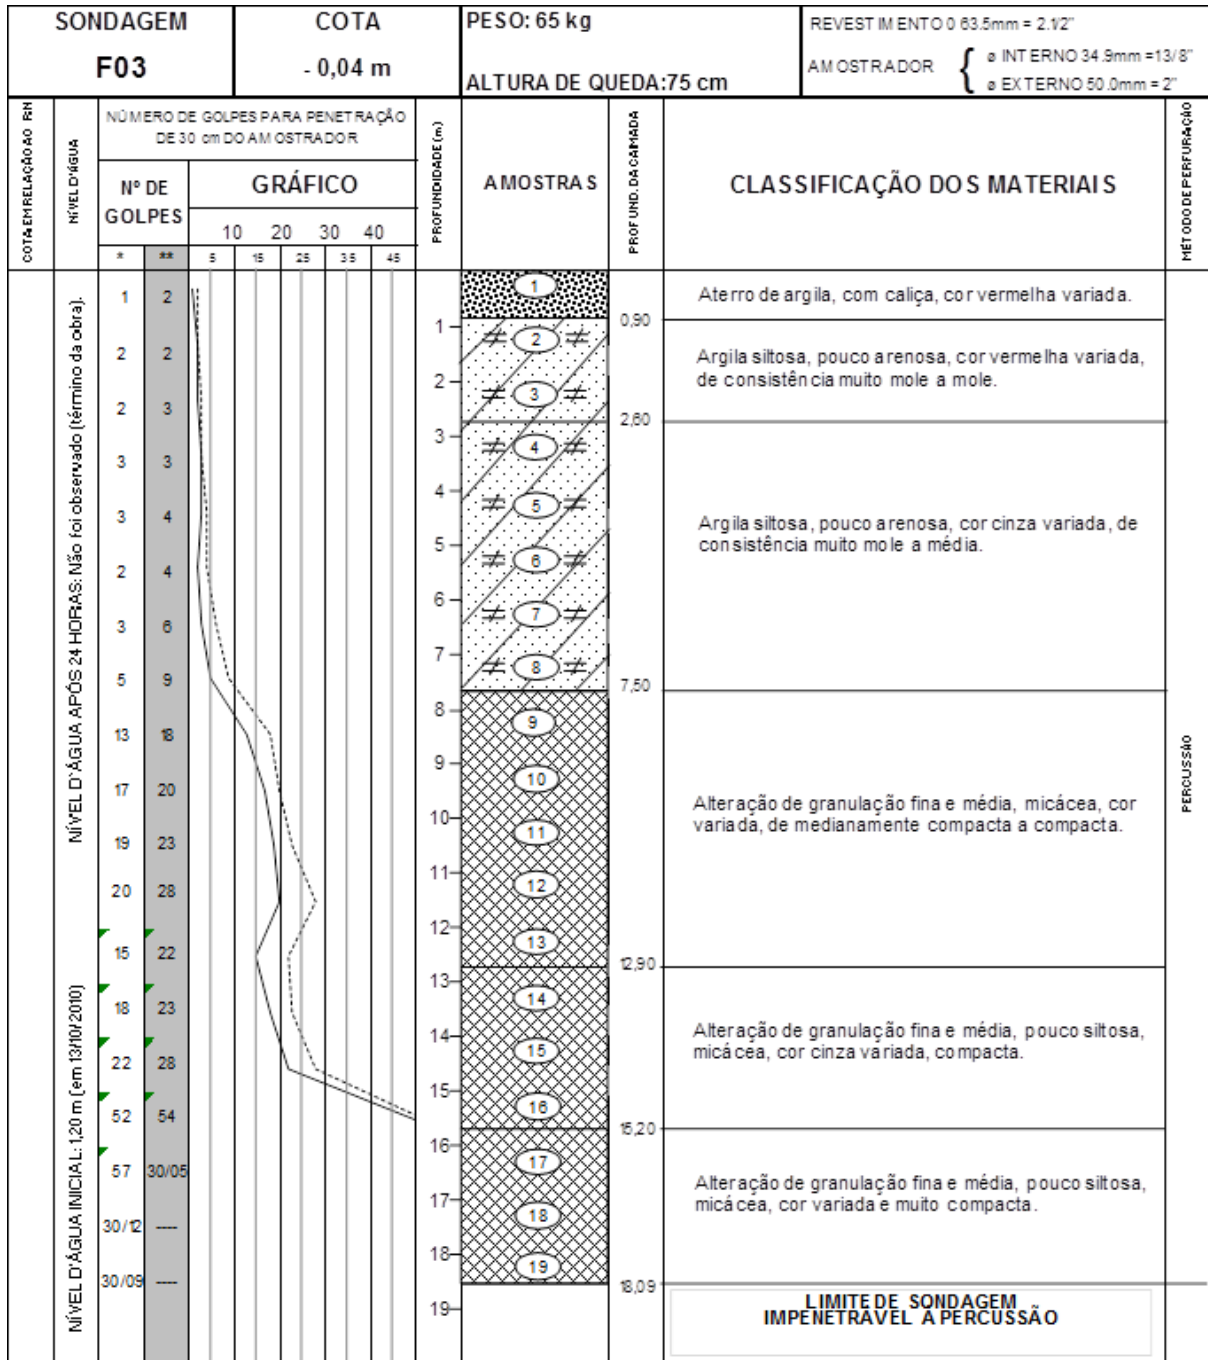 SONDAGEM
F03
COTA
- 0,04 m
PESO: 65 kg
ALTURA DE QUEDA:75 cm
REVESTIMENTO 0 63.5mm = 2.1/2"
AMOSTRADOR { ø INTERNO 34.9mm =13/8"
ø EXTERNO 50.0mm = 2"
COTA EM RELAÇÃO AO RN
NÍVEL D'ÁGUA
NÚMERO DE GOLPES PARA PENETRAÇÃO
DE 30 cm DO AMOSTRADOR
Nº DE
GOLPES
GRÁFICO
10 20 30 40
* ** 5 15 25 35 45
PROFUNDIDADE (m)
AMOSTRAS
PROFUND. DA CAMADA
CLASSIFICAÇÃO DOS MATERIAIS
MÉTODO DE PERFURAÇÃO
NÍVEL D'ÁGUA APÓS 24 HORAS: Não foi observado (término da obra).
NÍVEL D'ÁGUA INICIAL: 1,20 m (em 13/10/2010)
1 2
2 2
2 3
3 3
3 4
2 4
3 6
5 9
13 18
17 20
19 23
20 28
15 22
18 23
22 28
52 54
57 30/05
30/12 ----
30/09 ----
1
2
3
4
5
6
7
8
9
10
11
12
13
14
15
16
17
18
19
1
2
3
4
5
6
7
8
9
10
11
12
13
14
15
16
17
18
19
0,90
2,60
7,50
12,90
15,20
18,09
Aterro de argila, com caliça, cor vermelha variada.
Argila siltosa, pouco arenosa, cor vermelha variada,
de consistência muito mole a mole.
Argila siltosa, pouco arenosa, cor cinza variada, de
consistência muito mole a média.
Alteração de granulação fina e média, micácea, cor
variada, de medianamente compacta a compacta.
Alteração de granulação fina e média, pouco siltosa,
micácea, cor cinza variada, compacta.
Alteração de granulação fina e média, pouco siltosa,
micácea, cor variada e muito compacta.
LIMITE DE SONDAGEM
IMPENETRÁVEL A PERCUSSÃO
PERCUSSÃO